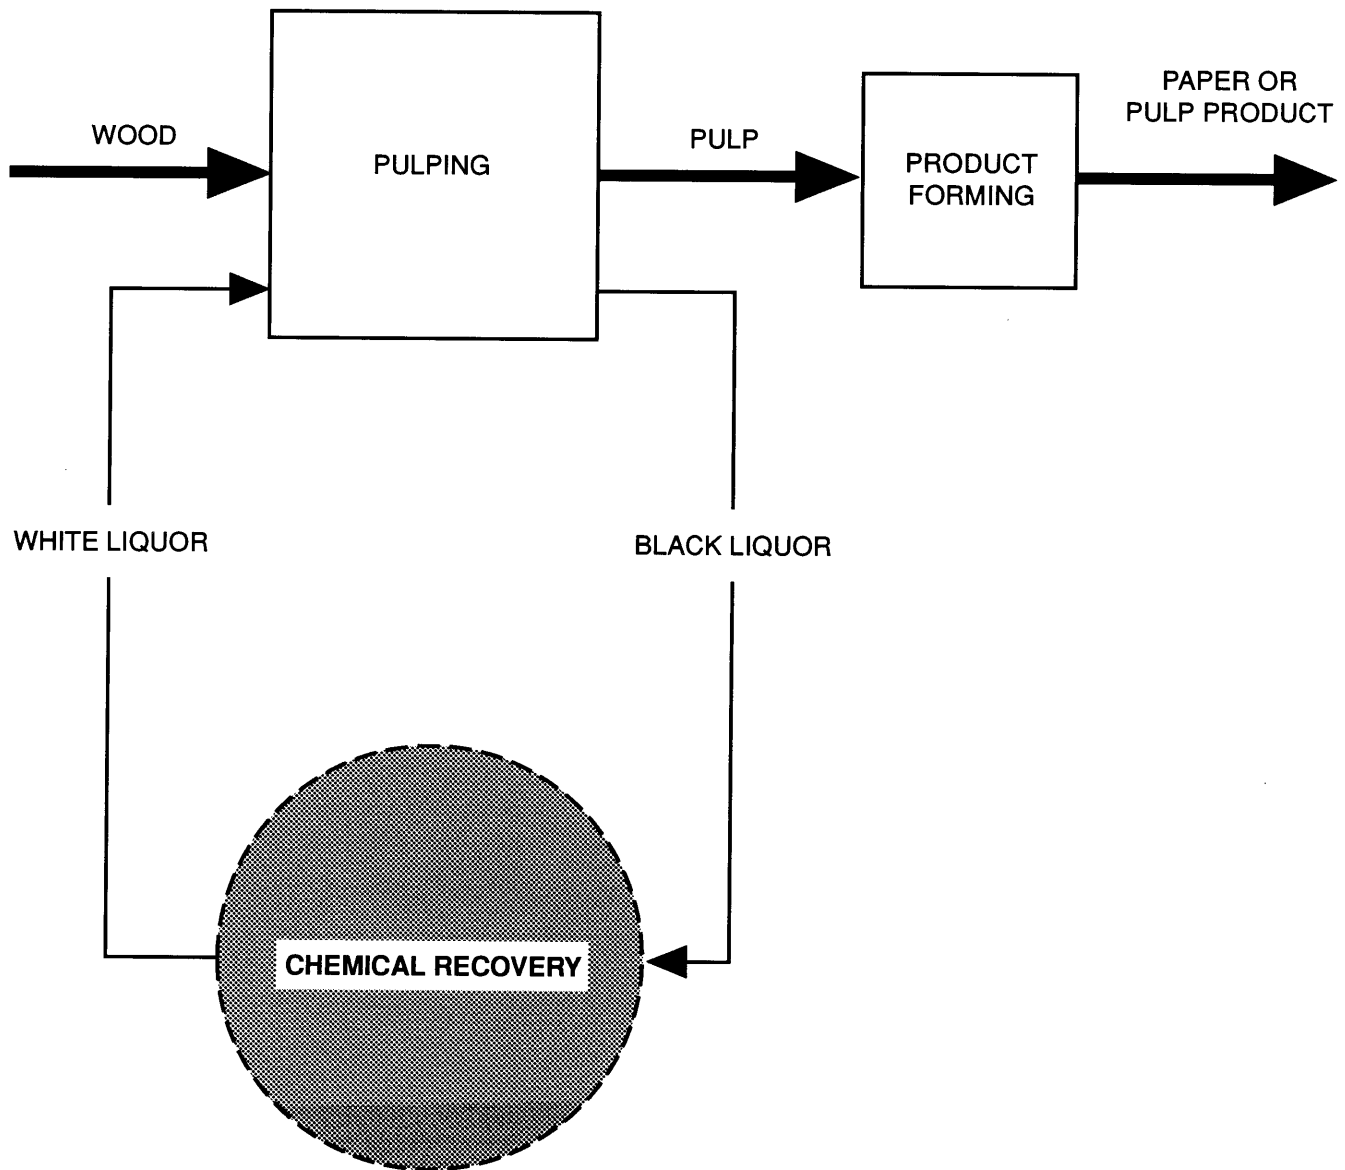 WOOD
PULPING
PULP
PRODUCT
FORMING
PAPER OR
PULP PRODUCT
WHITE LIQUOR
BLACK LIQUOR
CHEMICAL RECOVERY